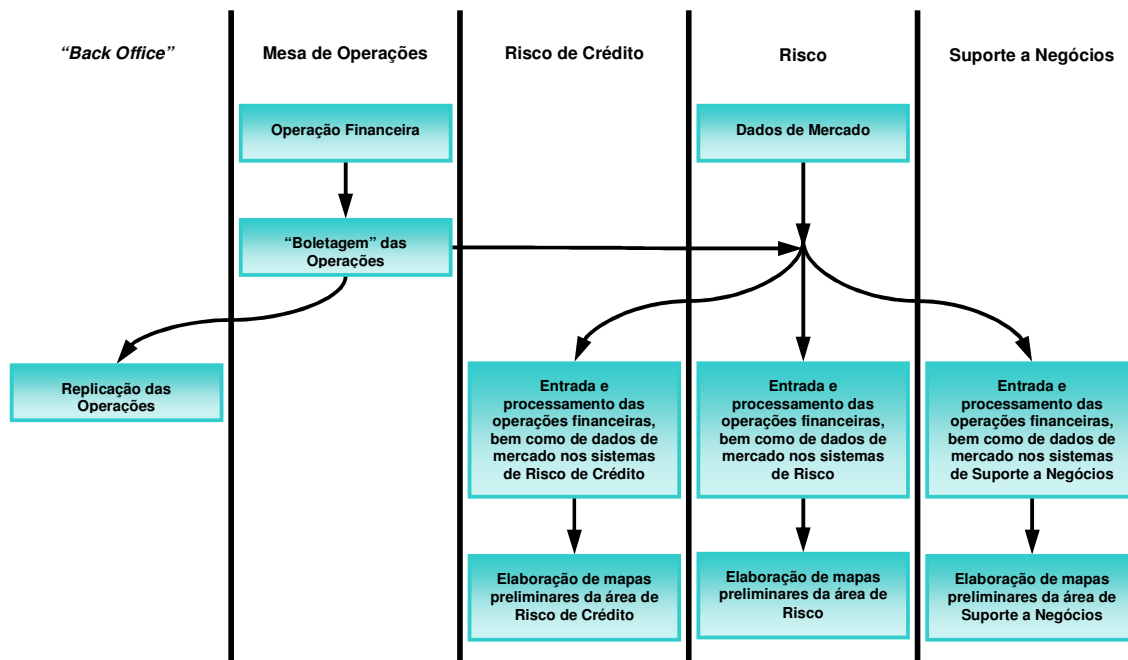 “Back Office”
Mesa de Operações
Risco de Crédito
Risco
Suporte a Negócios
Operação Financeira
Dados de Mercado
“Boletagem” das
Operações
Replicação das
Operações
Entrada e
processamento das
operações financeiras,
bem como de dados de
mercado nos sistemas
de Risco de Crédito
Entrada e
processamento das
operações financeiras,
bem como de dados de
mercado nos sistemas
de Risco
Entrada e
processamento das
operações financeiras,
bem como de dados de
mercado nos sistemas
de Suporte a Negócios
Elaboração de mapas
preliminares da área de
Risco de Crédito
Elaboração de mapas
preliminares da área de
Risco
Elaboração de mapas
preliminares da área de
Suporte a Negócios